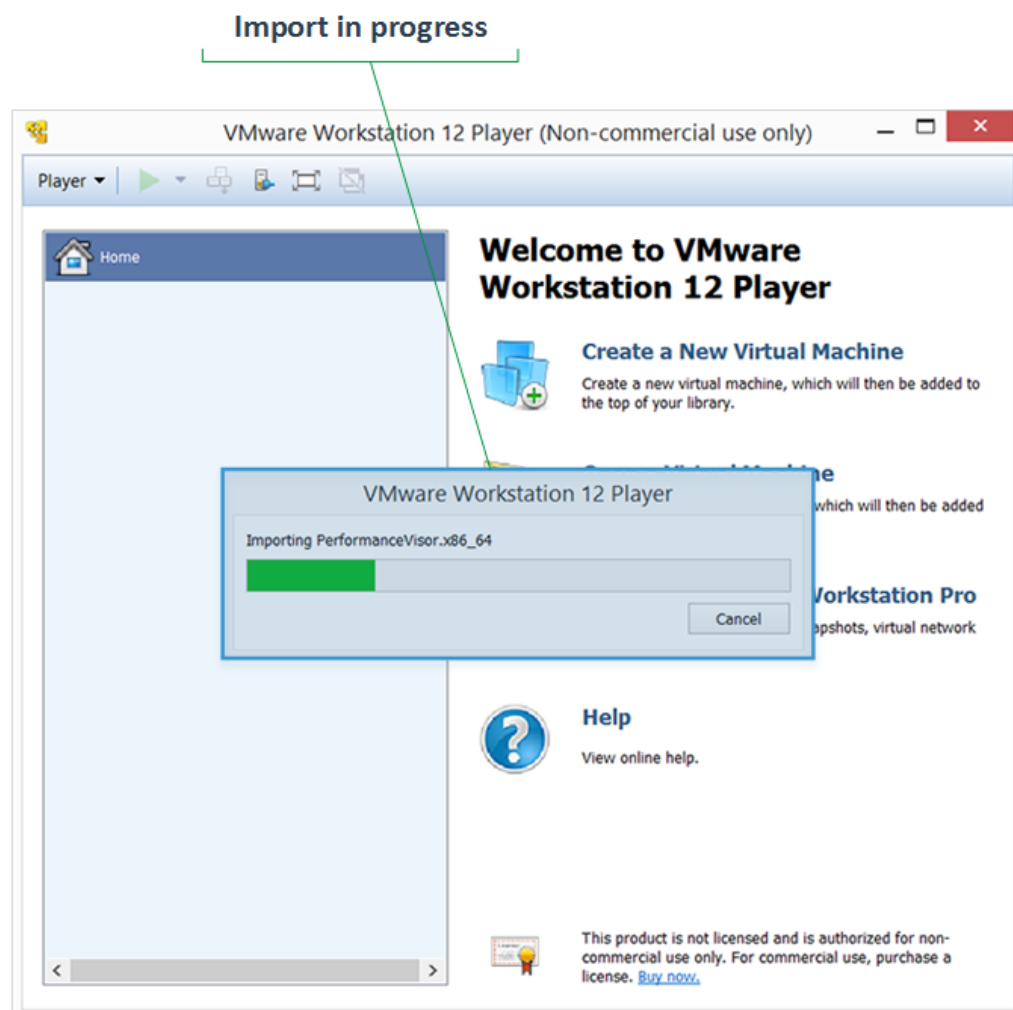 Import in progress
VMware Workstation 12 Player (Non-commercial use only)
Player
Home
Welcome to VMware
Workstation 12 Player
Create a New Virtual Machine
Create a new virtual machine, which will then be added to
the top of your library.
which will then be added
VMware Workstation 12 Player
Importing PerformanceVisor.x86_64
Cancel
Workstation Pro
virtual network
Help
View online help.
This product is not licensed and is authorized for non-
commercial use only. For commercial use, purchase a
license. Buy now.